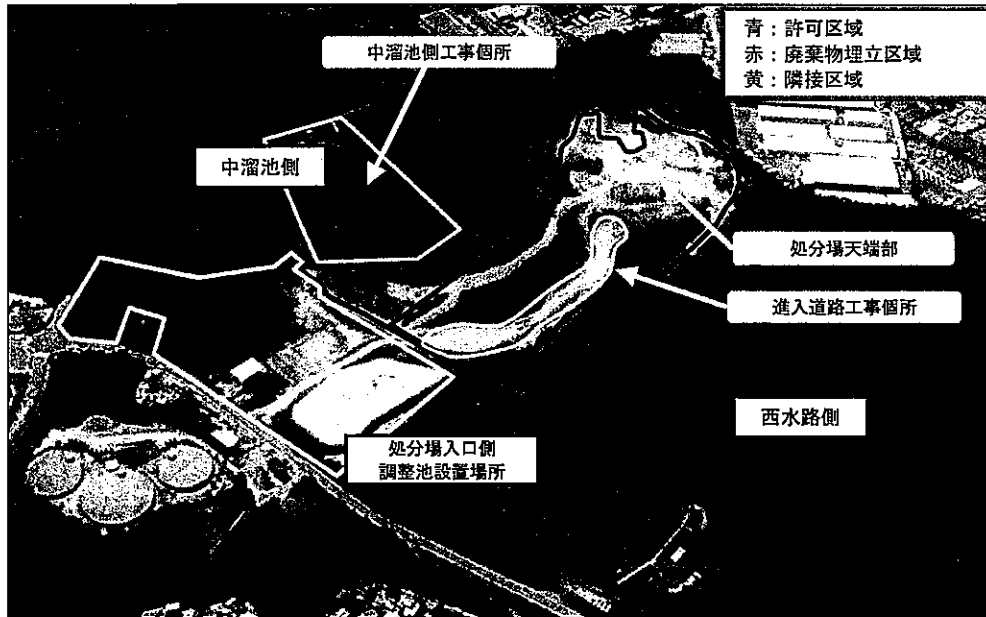 青：許可区域
赤：廃棄物埋立区域
黄：隣接区域
中溜池側工事個所
中溜池側
処分場天端部
進入道路工事個所
西水路側
処分場入口側
調整池設置場所